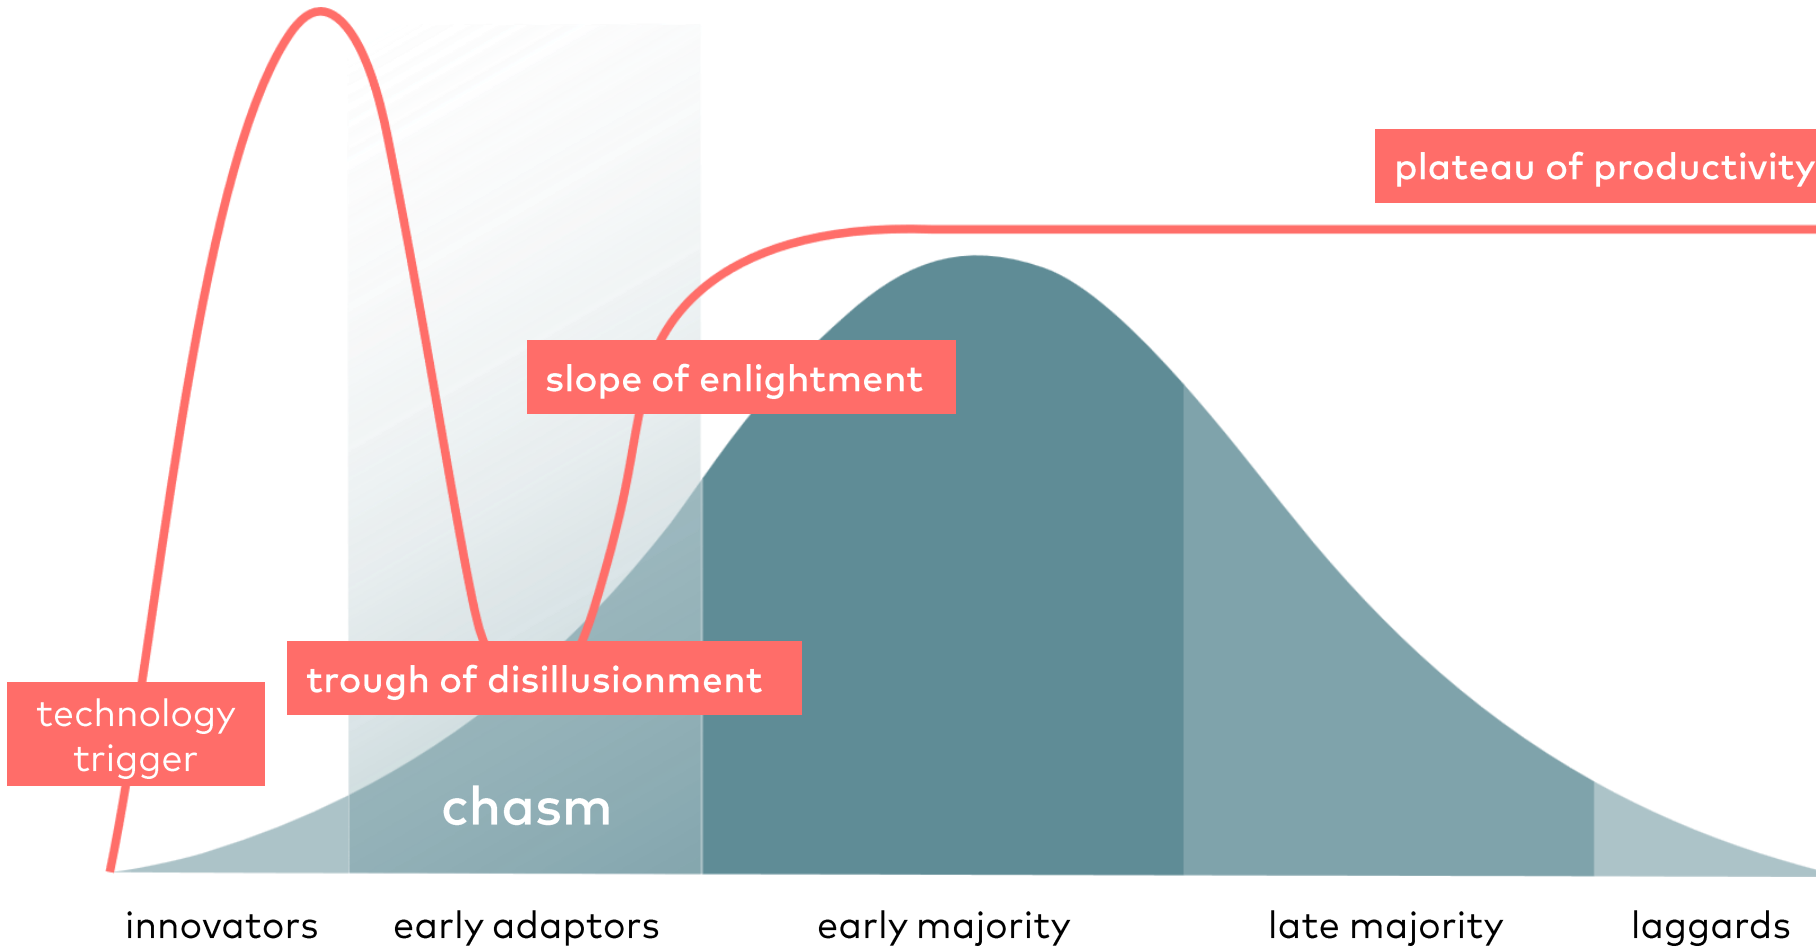 plateau of productivity
slope of enlightment
trough of disillusionment
technology
trigger
chasm
innovators
early adaptors
early majority
late majority
laggards